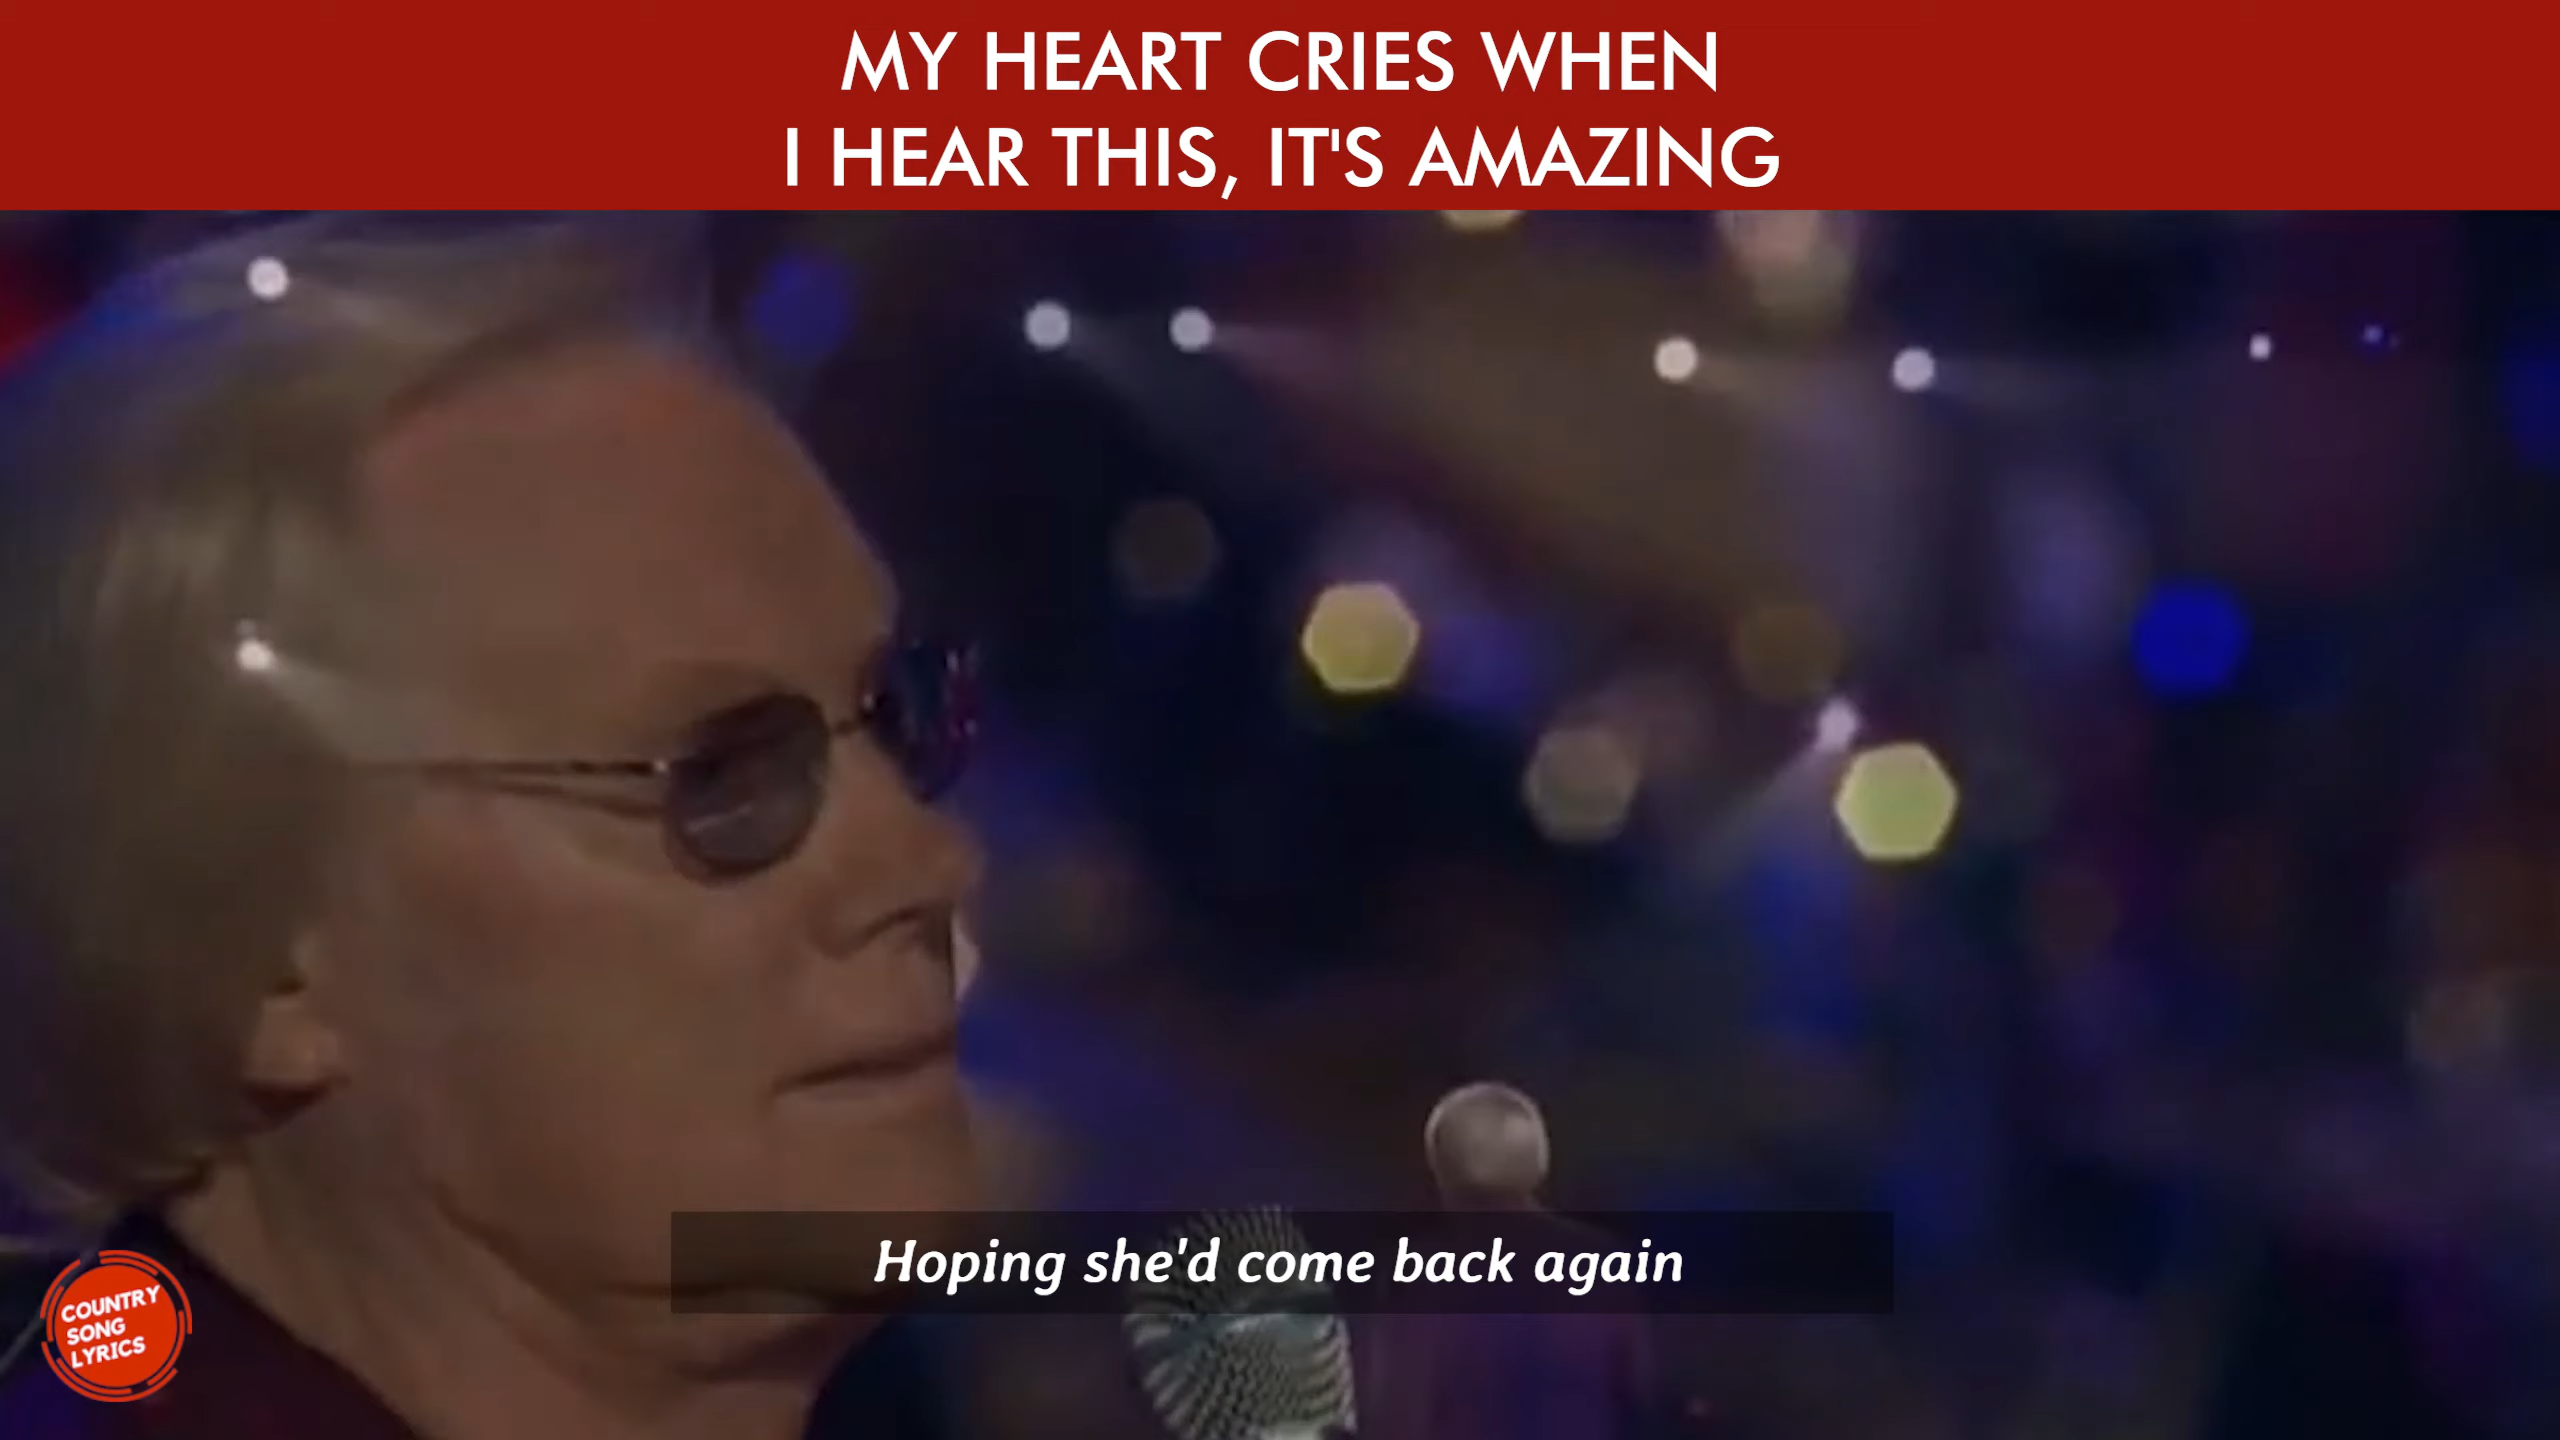 MY HEART CRIES WHEN
I HEAR THIS, IT'S AMAZING
Hoping she'd come back again
COUNTRY
SONG
LYRICS